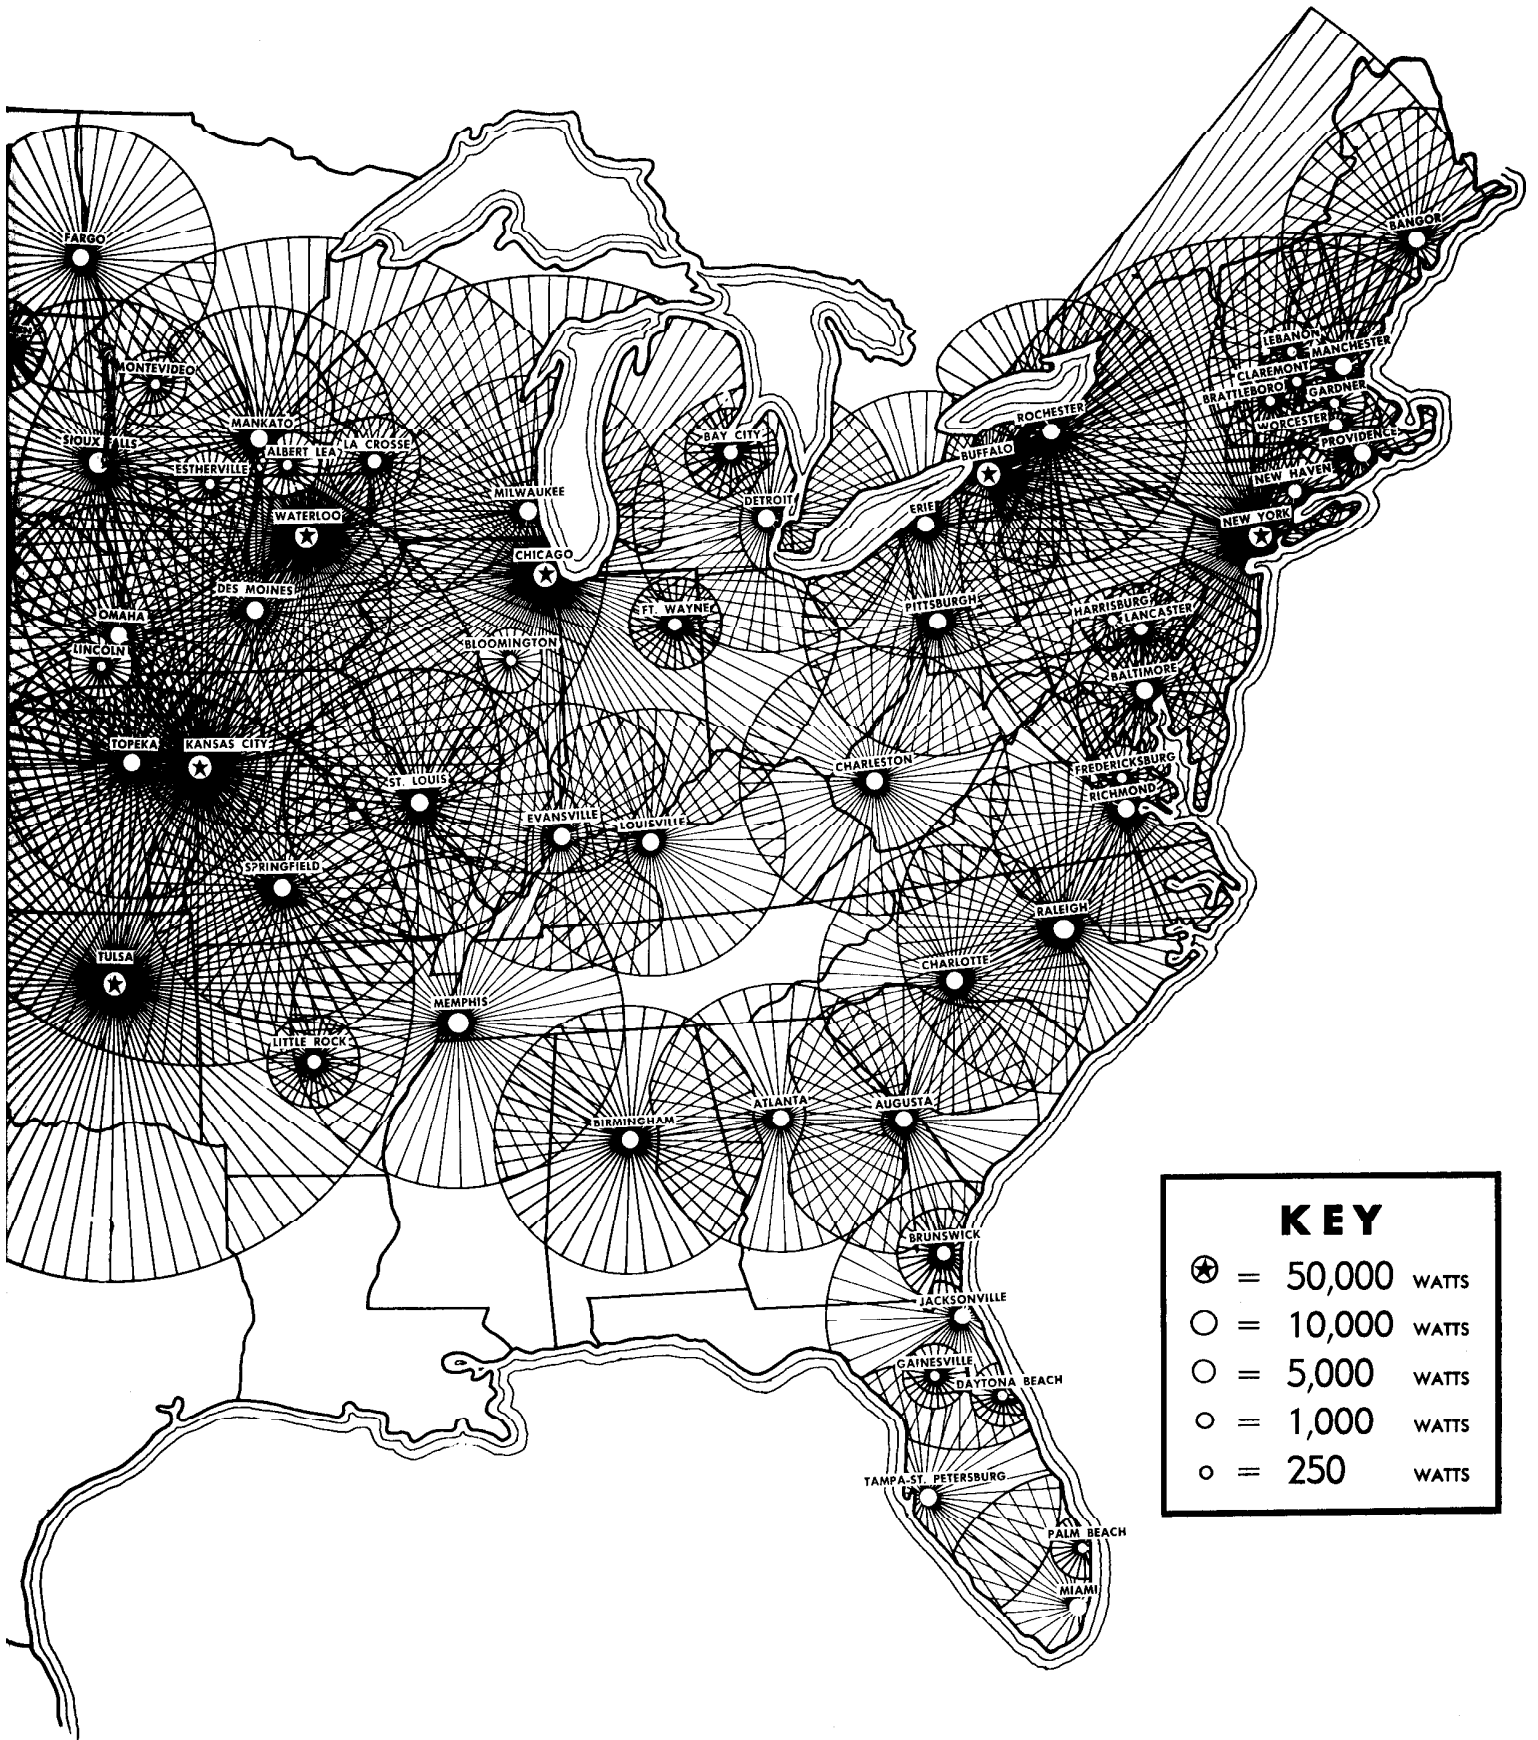 FARGO
BANGOR
LEBANON
MANCHESTER
MONTEVIDEO
CLAREMONT
BRATTLEBORO
GARDNER
MANKATO
ROCHESTER
WORCESTER
SIOUX FALLS
ALBERT LEA
LA CROSSE
BAY CITY
PROVIDENCE
ESTHERVILLE
BUFFALO
NEW HAVEN
MILWAUKEE
DETROIT
WATERLOO
ERIE
NEW YORK
CHICAGO
DES MOINES
OMAHA
FT. WAYNE
PITTSBURGH
HARRISBURG
LANCASTER
LINCOLN
BLOOMINGTON
BALTIMORE
TOPEKA
KANSAS CITY
ST. LOUIS
CHARLESTON
FREDERICKSBURG
RICHMOND
EVANSVILLE
LOUISVILLE
SPRINGFIELD
RALEIGH
TULSA
CHARLOTTE
MEMPHIS
LITTLE ROCK
BIRMINGHAM
ATLANTA
AUGUSTA
BRUNSWICK
JACKSONVILLE
GAINESVILLE
DAYTONA BEACH
TAMPA-ST. PETERSBURG
PALM BEACH
MIAMI
KEY
= 50,000 WATTS
= 10,000 WATTS
= 5,000 WATTS
= 1,000 WATTS
= 250 WATTS